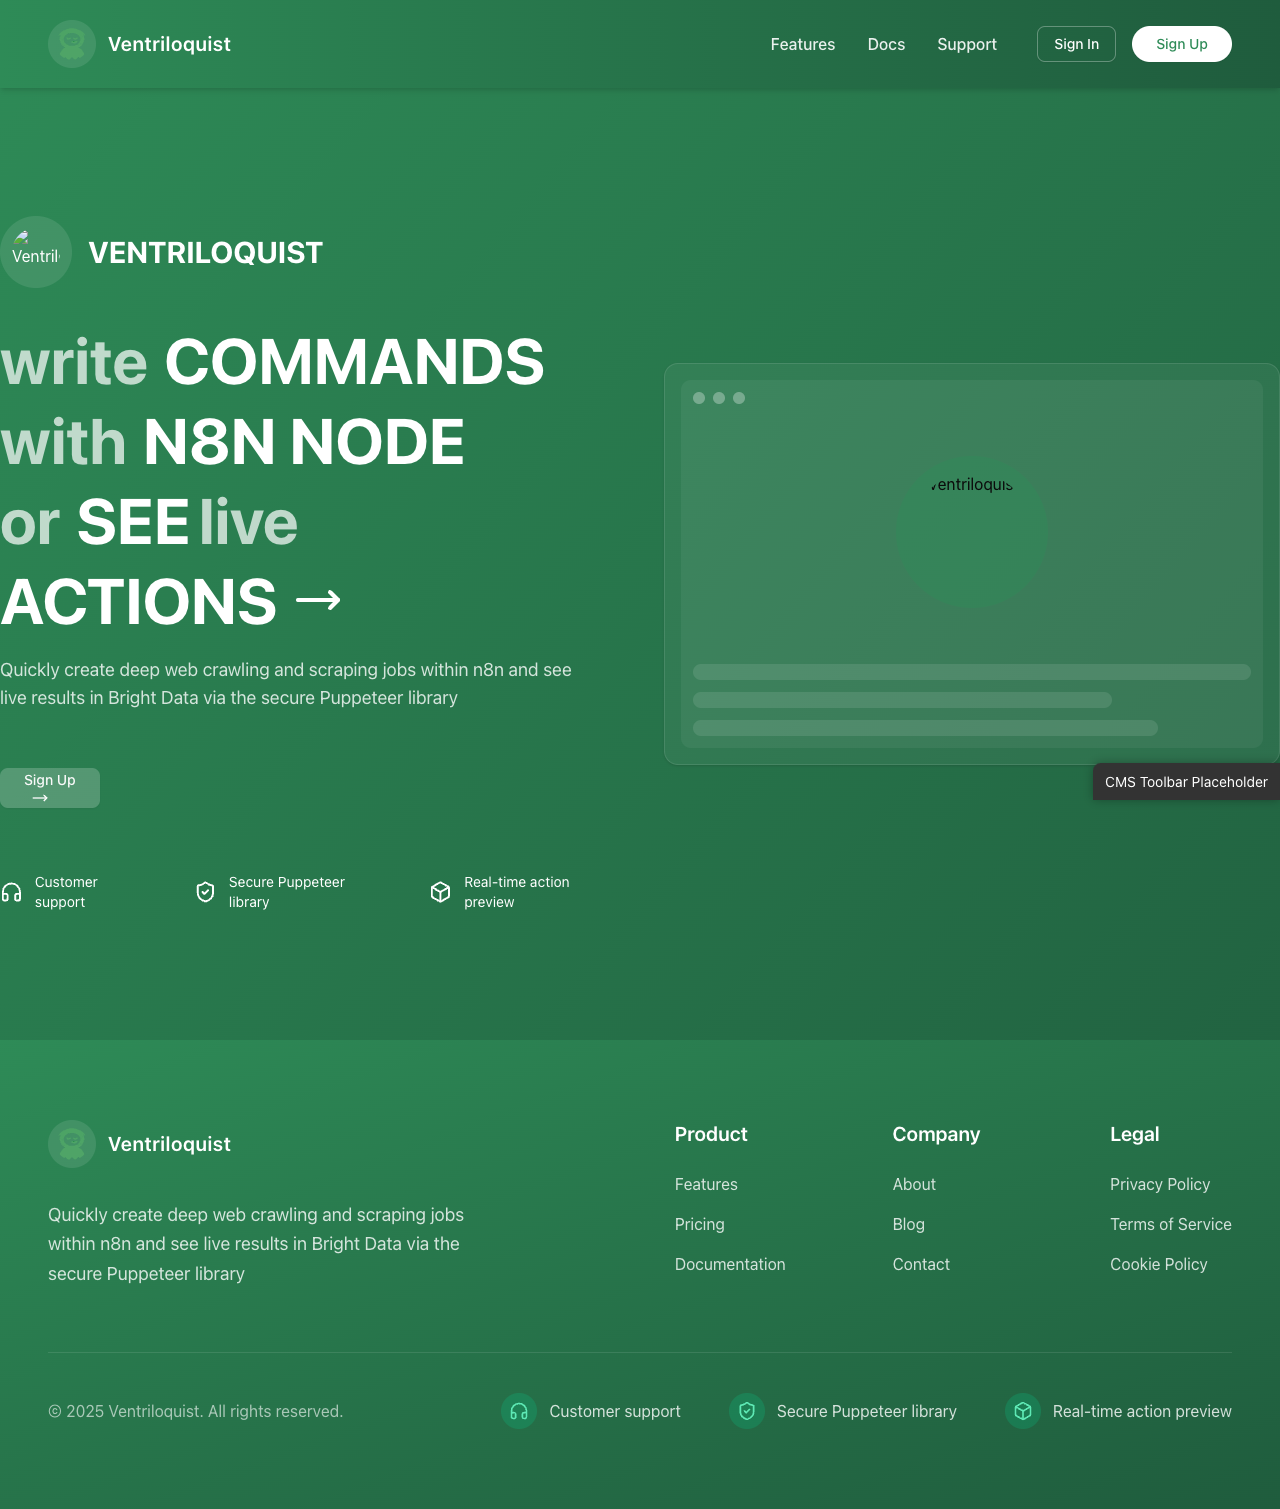 Ventriloquist
Features Docs Support Sign In Sign Up
Ventril
VENTRILOQUIST
write COMMANDS
with N8N NODE
or SEE live
ACTIONS →
Quickly create deep web crawling and scraping jobs within n8n and see
live results in Bright Data via the secure Puppeteer library
Sign Up
→
Customer
support
Secure Puppeteer
library
Real-time action
preview
ventriloquis
CMS Toolbar Placeholder
Ventriloquist
Quickly create deep web crawling and scraping jobs
within n8n and see live results in Bright Data via the
secure Puppeteer library
Product
Features
Pricing
Documentation
Company
About
Blog
Contact
Legal
Privacy Policy
Terms of Service
Cookie Policy
© 2025 Ventriloquist. All rights reserved.
Customer support
Secure Puppeteer library
Real-time action preview